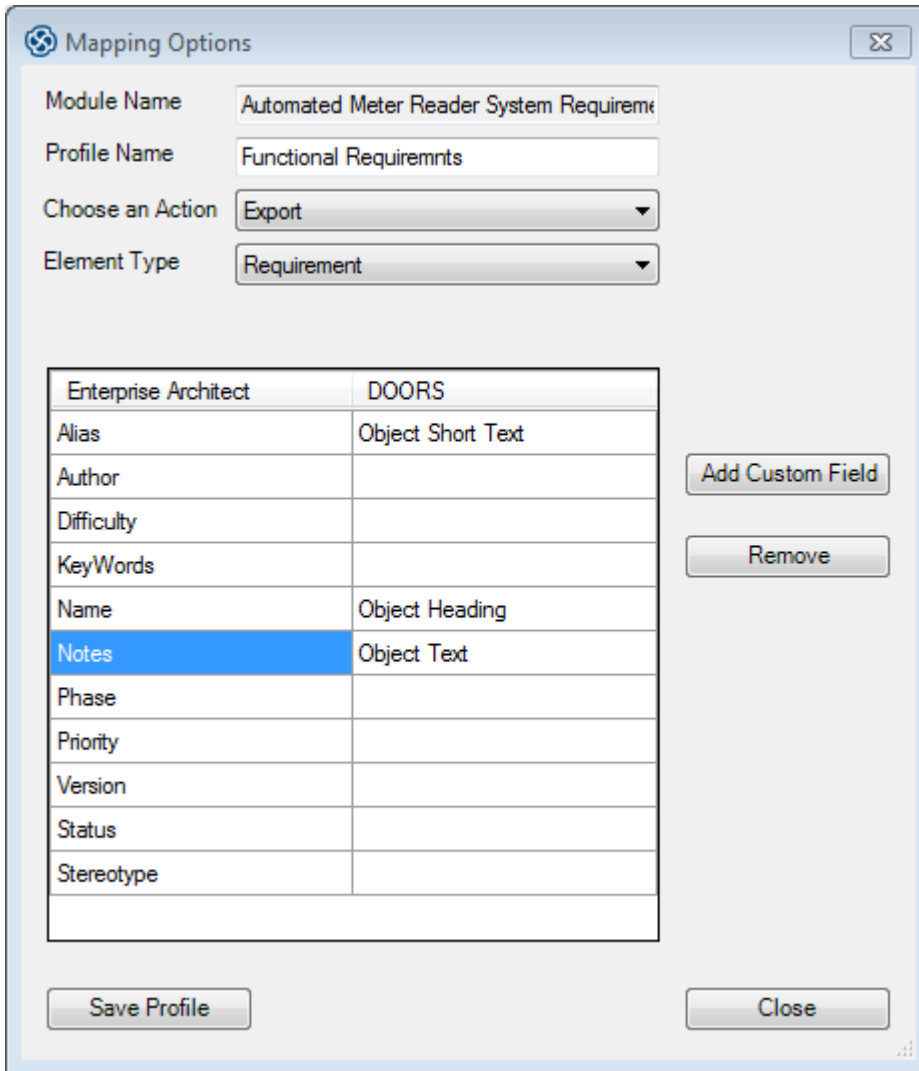 Mapping Options
Module Name Automated Meter Reader System Requireme
Profile Name Functional Requiremnts
Choose an Action Export
Element Type Requirement
Enterprise Architect DOORS
Alias Object Short Text
Author
Add Custom Field
Difficulty
KeyWords
Remove
Name Object Heading
Notes Object Text
Phase
Priority
Version
Status
Stereotype
Save Profile Close